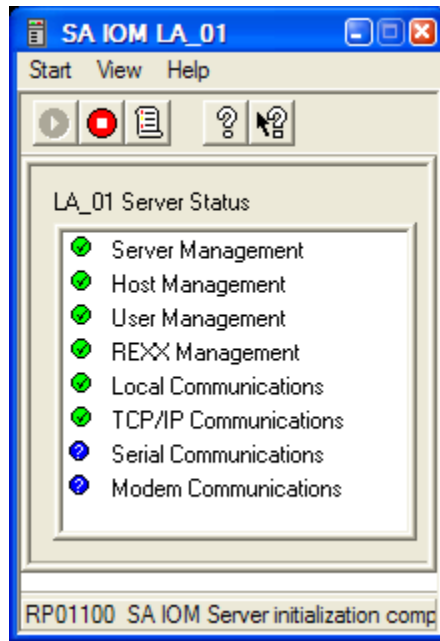 SA IOM LA_01
Start View Help
LA_01 Server Status
Server Management
Host Management
User Management
REXX Management
Local Communications
TCP/IP Communications
Serial Communications
Modem Communications
RP01100 SA IOM Server initialization comp